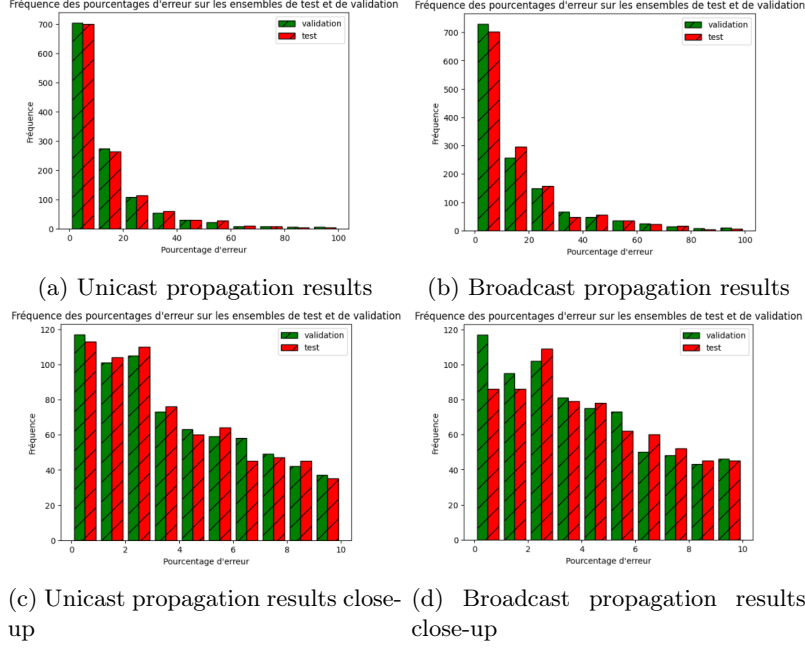 Fréquence des pourcentages d'erreur sur les ensembles de test et de validation
validation
test
700
600
500
400
300
200
100
0
Fréquence
0 20 40 60 80 100
Pourcentage d'erreur
(a) Unicast propagation results
Fréquence des pourcentages d'erreur sur les ensembles de test et de validation
validation
test
700
600
500
400
300
200
100
0
Fréquence
0 20 40 60 80 100
Pourcentage d'erreur
(b) Broadcast propagation results
Fréquence des pourcentages d'erreur sur les ensembles de test et de validation
validation
test
120
100
80
60
40
20
0
Fréquence
0 2 4 6 8 10
Pourcentage d'erreur
(c) Unicast propagation results close-
up
Fréquence des pourcentages d'erreur sur les ensembles de test et de validation
validation
test
120
100
80
60
40
20
0
Fréquence
0 2 4 6 8 10
Pourcentage d'erreur
(d) Broadcast propagation results
close-up